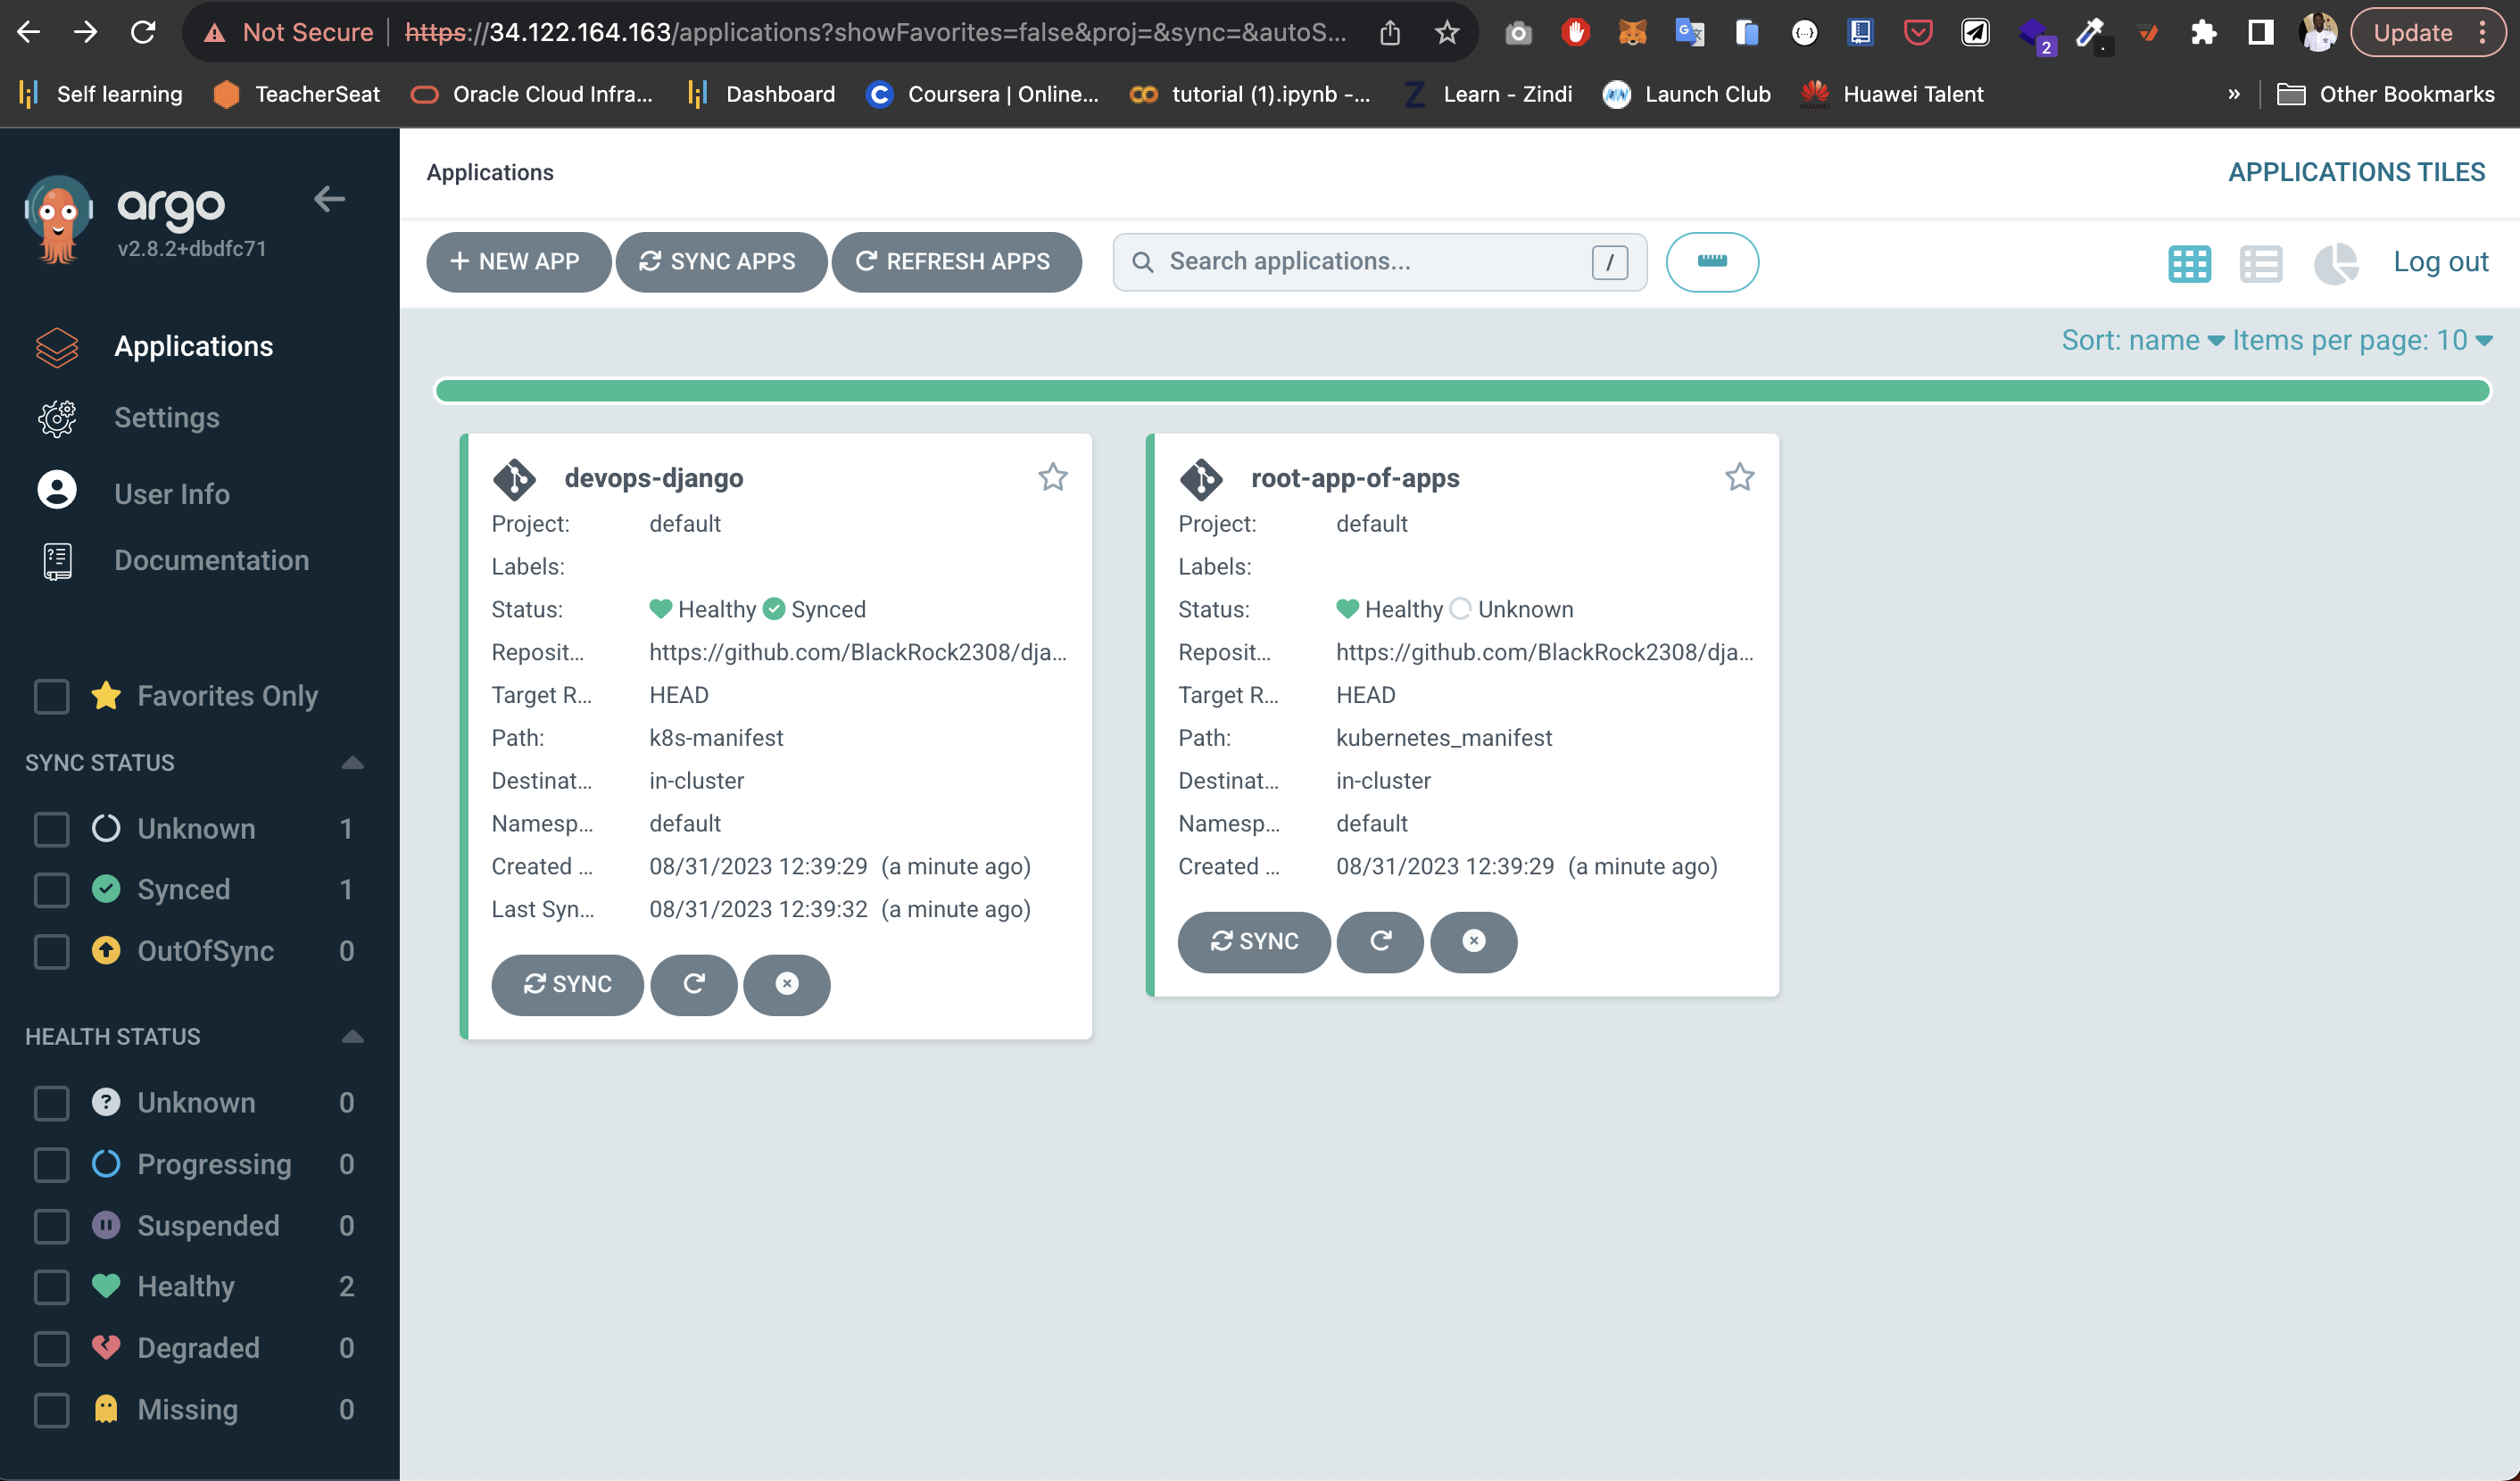 Not Secure https://34.122.164.163/applications?showFavorites=false&proj=&sync=&autoS... 2 Update
Self learning TeacherSeat Oracle Cloud Infra... Dashboard Coursera | Online... tutorial (1).ipynb -... Learn - Zindi Launch Club Huawei Talent » Other Bookmarks
argo
v2.8.2+dbdfc71
Applications
Settings
User Info
Documentation
Favorites Only
SYNC STATUS
Unknown 1
Synced 1
OutOfSync 0
HEALTH STATUS
Unknown 0
Progressing 0
Suspended 0
Healthy 2
Degraded 0
Missing 0
Applications APPLICATIONS TILES
+ NEW APP SYNC APPS REFRESH APPS Search applications... / Log out
Sort: name Items per page: 10
devops-django
Project: default
Labels:
Status: Healthy Synced
Reposit... https://github.com/BlackRock2308/dja...
Target R... HEAD
Path: k8s-manifest
Destinat... in-cluster
Namesp... default
Created ... 08/31/2023 12:39:29 (a minute ago)
Last Syn... 08/31/2023 12:39:32 (a minute ago)
SYNC
root-app-of-apps
Project: default
Labels:
Status: Healthy Unknown
Reposit... https://github.com/BlackRock2308/dja...
Target R... HEAD
Path: kubernetes_manifest
Destinat... in-cluster
Namesp... default
Created ... 08/31/2023 12:39:29 (a minute ago)
SYNC